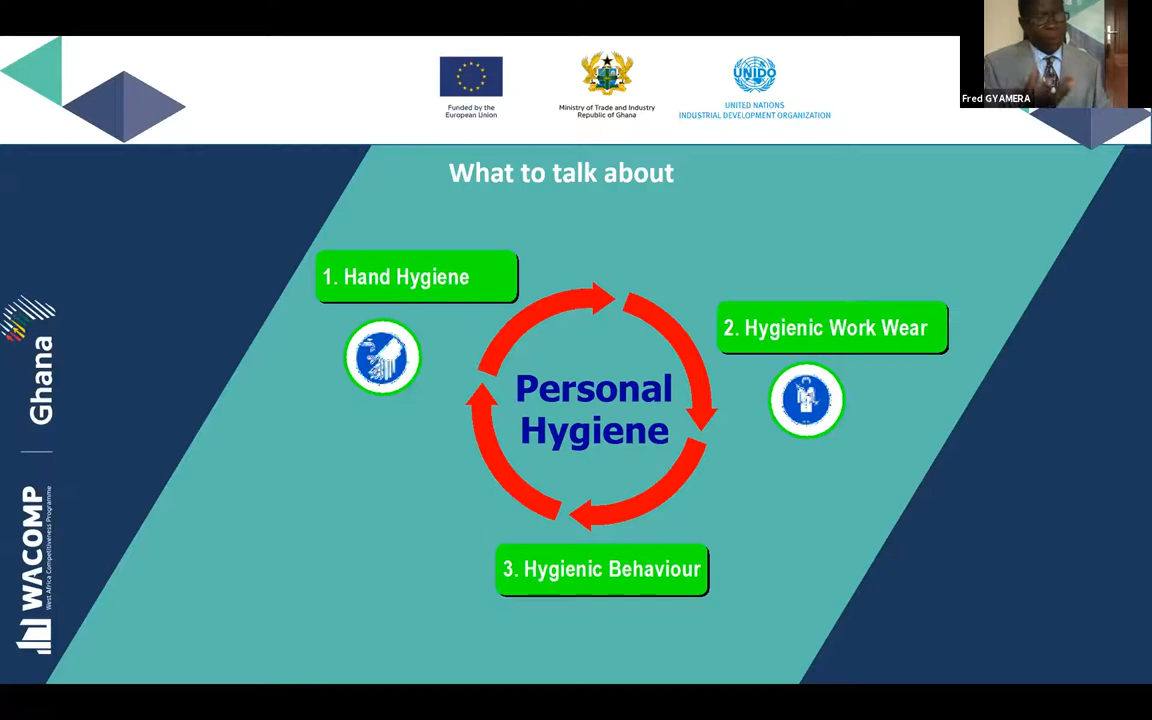 Fred GYAMERA
Funded by the
European Union
Ministry of Trade and Industry
Republic of Ghana
UNIDO
UNITED NATIONS
INDUSTRIAL DEVELOPMENT ORGANIZATION
What to talk about
1. Hand Hygiene
2. Hygienic Work Wear
Personal
Hygiene
3. Hygienic Behaviour
Ghana
WACOMP
West Africa Competitiveness Programme